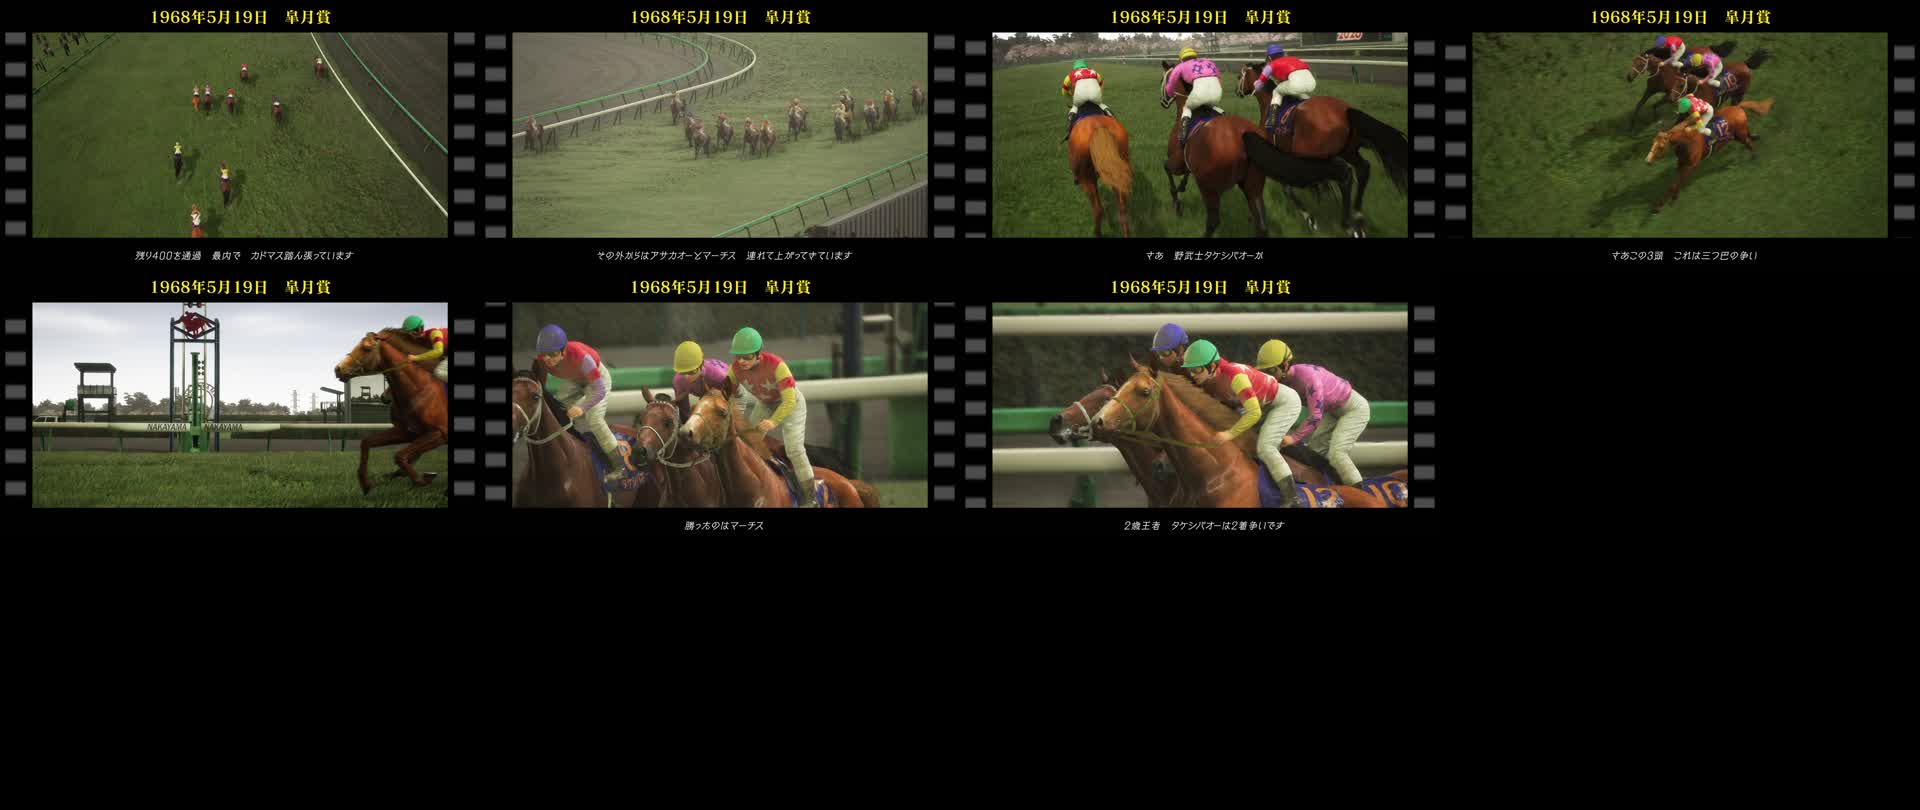 1968年5月19日　皐月賞
残り400を通過　最内で　カドマス踏ん張っています
1968年5月19日　皐月賞
その外からはアサカオーとマーチス　連れて上がってきています
1968年5月19日　皐月賞
2020
さあ　野武士タケシバオーが
1968年5月19日　皐月賞
10
12
さあこの3頭　これは三つ巴の争い
1968年5月19日　皐月賞
NAKAYAMA
NAKAYAMA
1968年5月19日　皐月賞
勝ったのはマーチス
1968年5月19日　皐月賞
12
10
2歳王者　タケシバオーは2着争いです